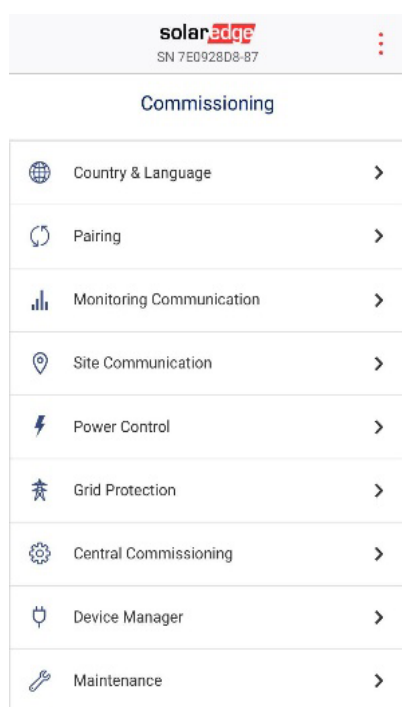 solaredge
SN 7E0928D8-87
Commissioning
Country & Language
Pairing
Monitoring Communication
Site Communication
Power Control
Grid Protection
Central Commissioning
Device Manager
Maintenance